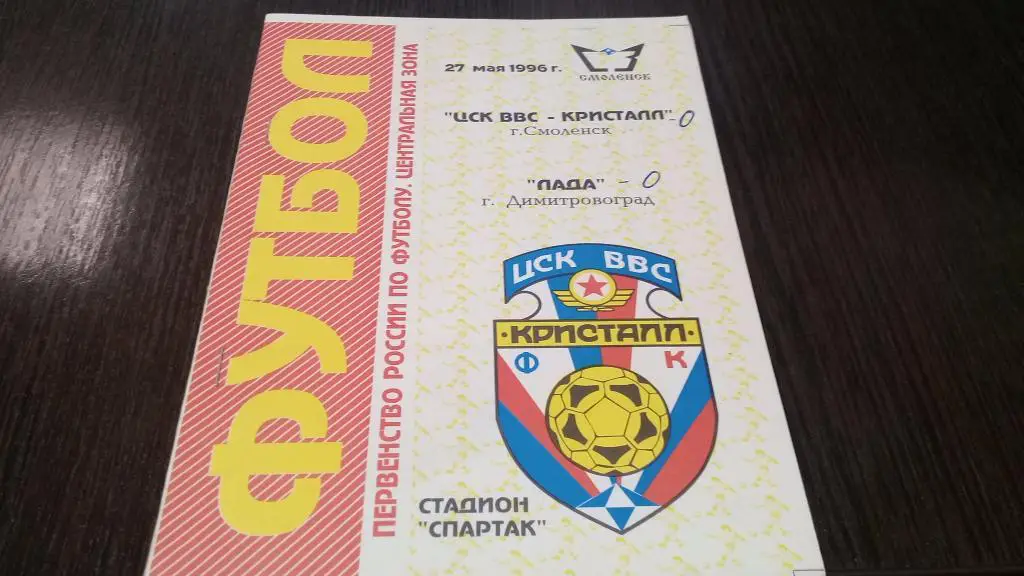 ФУТБОЛ
ПЕРВЕНСТВО РОССИИ ПО ФУТБОЛУ. ЦЕНТРАЛЬНАЯ ЗОНА
27 мая 1996 г.
СМОЛЕНСК
"ЦСК ВВС - КРИСТАЛЛ" - 0
г.Смоленск
"ЛАДА" - 0
г. Димитровоград
ЦСК ВВС
·КРИСТАЛЛ·
Ф К
СТАДИОН
"СПАРТАК"